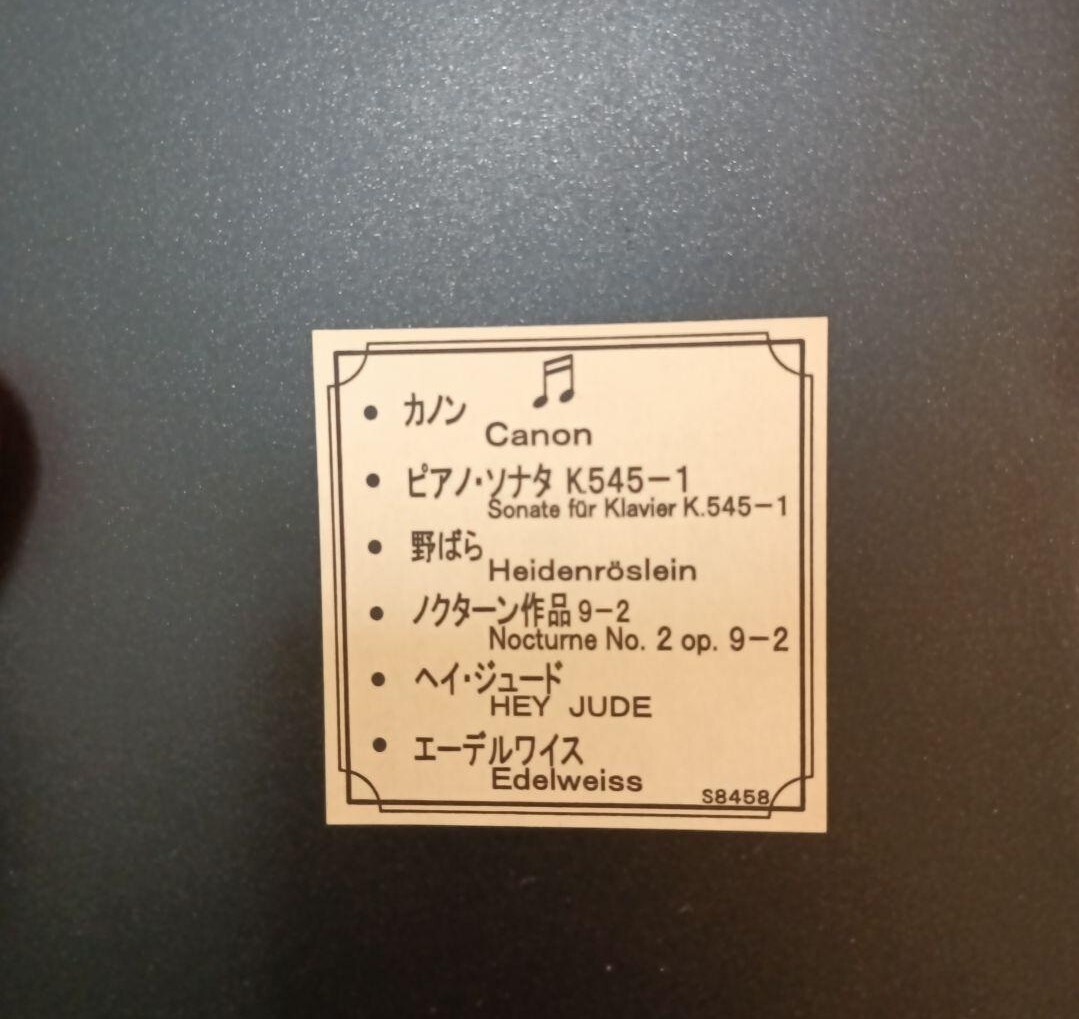 • カノン
Canon
• ピアノ・ソナタ K.545-1
Sonate für Klavier K.545-1
• 野ばら
Heidenröslein
• ノクターン作品 9-2
Nocturne No. 2 op. 9-2
• ヘイ・ジュード
HEY JUDE
• エーデルワイス
Edelweiss
S8458